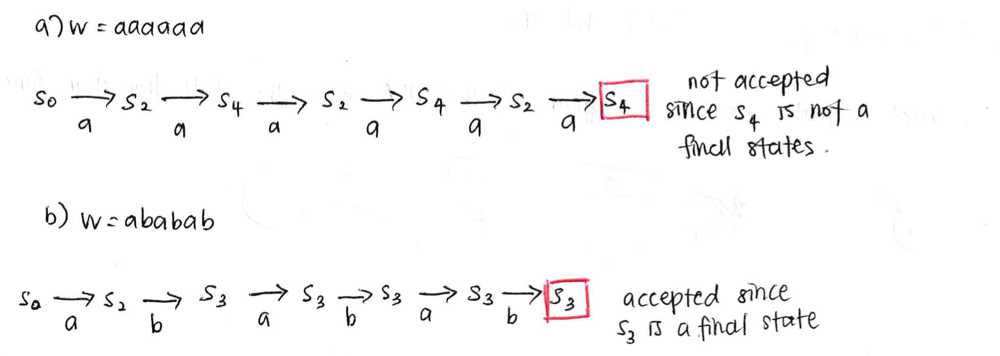 a) w = aaaaaa
s0 → s2 → s4 → s2 → s4 → s2 → s4
a a a a a a
not accepted
since s4 is not a
final states.
b) w = ababab
s0 → s2 → s3 → s3 → s3 → s3 → s3
a b a b a b
accepted since
s3 is a final state